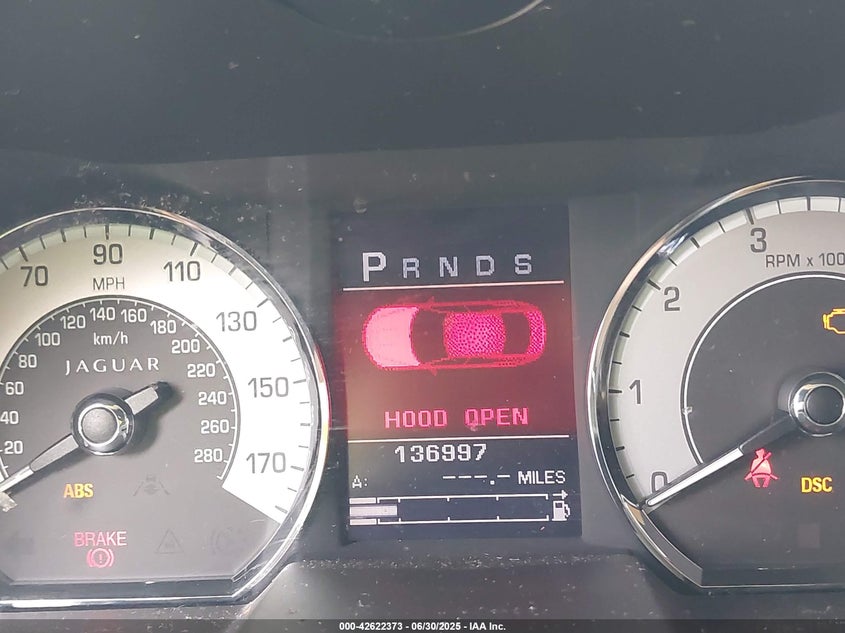 P R N D S
HOOD OPEN
136997
A: ---.- MILES
70 90 110 130 150 170
MPH
20 40 60 80 100 120 140 160 180 200 220 240 260 280
km/h
JAGUAR
ABS
BRAKE
0 1 2 3
RPM x 100
DSC
000-42622373 - 06/30/2025 - IAA Inc.